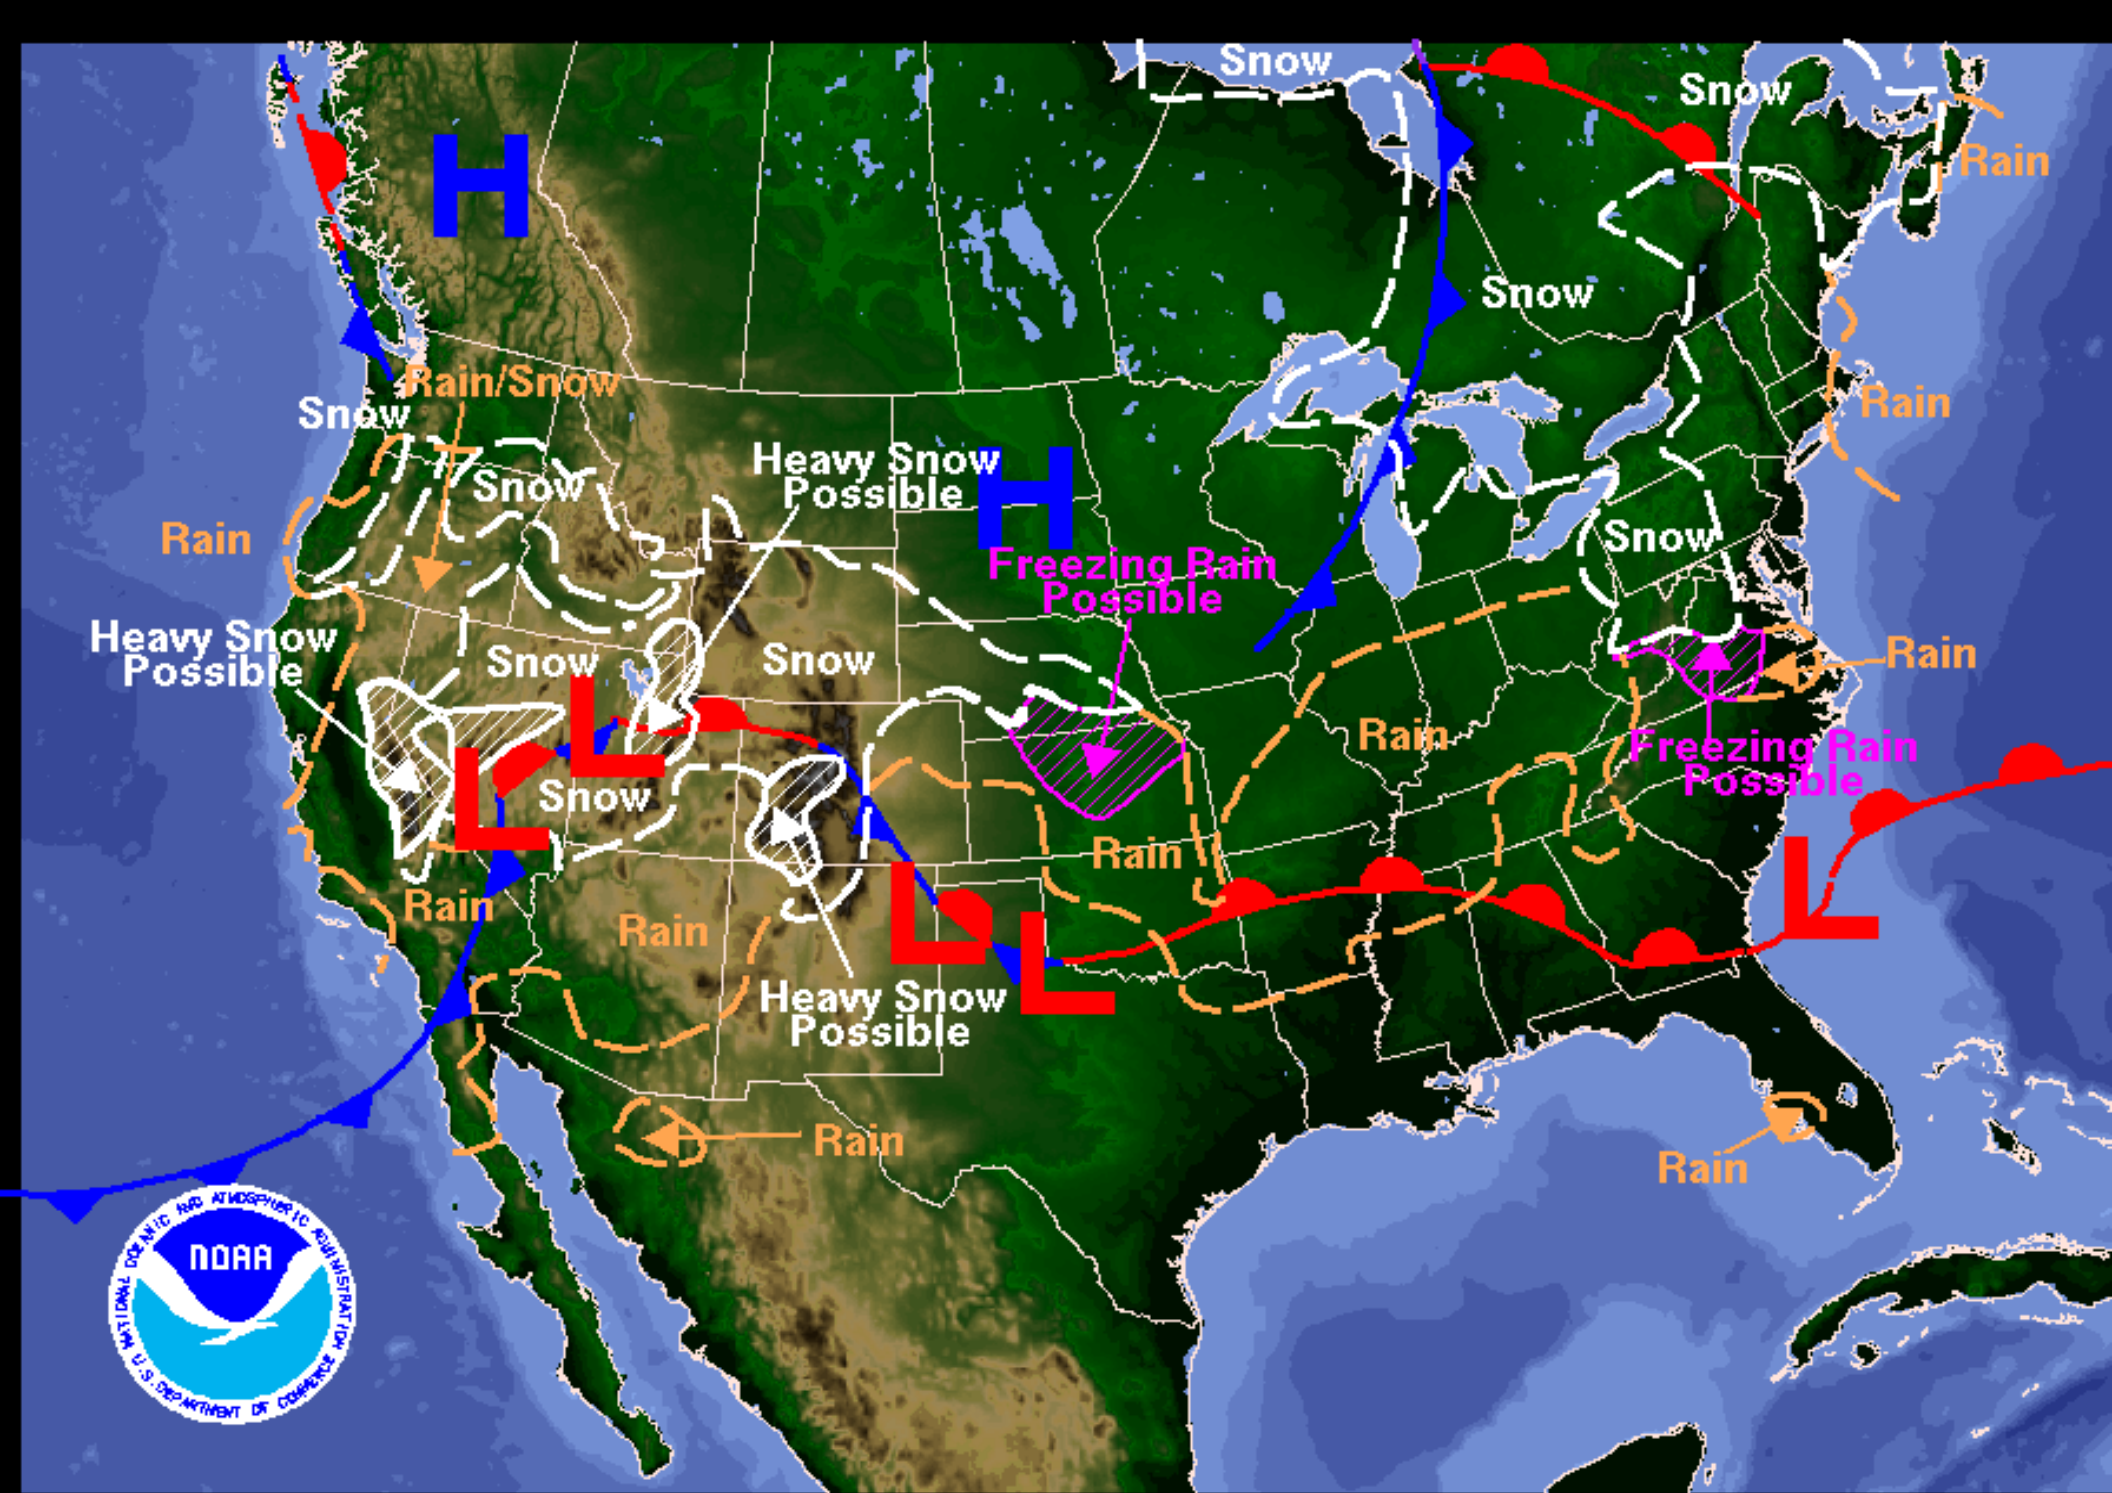 Snow
Snow
H
Rain
Snow
Rain/Snow
Snow
Rain
Heavy Snow
Possible
H
Snow
Rain
Snow
Freezing Rain
Possible
Heavy Snow
Possible
Snow
Snow
Rain
L
Rain
Freezing Rain
Possible
L
Snow
Rain
L
Rain
Rain
L
L
Heavy Snow
Possible
Rain
Rain
NATIONAL OCEANIC AND ATMOSPHERIC ADMINISTRATION
NOAA
U.S. DEPARTMENT OF COMMERCE